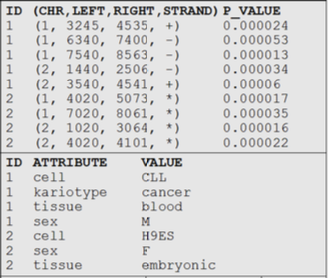 ID (CHR,LEFT,RIGHT,STRAND) P_VALUE
1 (1, 3245, 4535, +) 0.000024
1 (1, 6340, 7400, -) 0.000053
1 (1, 7540, 8563, -) 0.000013
1 (2, 1440, 2506, -) 0.000034
1 (2, 3540, 4541, +) 0.00006
2 (1, 4020, 5073, *) 0.000017
2 (1, 7020, 8061, *) 0.000035
2 (2, 1020, 3064, *) 0.000016
2 (2, 4020, 4101, *) 0.000022
ID ATTRIBUTE VALUE
1 cell CLL
1 kariotype cancer
1 tissue blood
1 sex M
2 cell H9ES
2 sex F
2 tissue embryonic